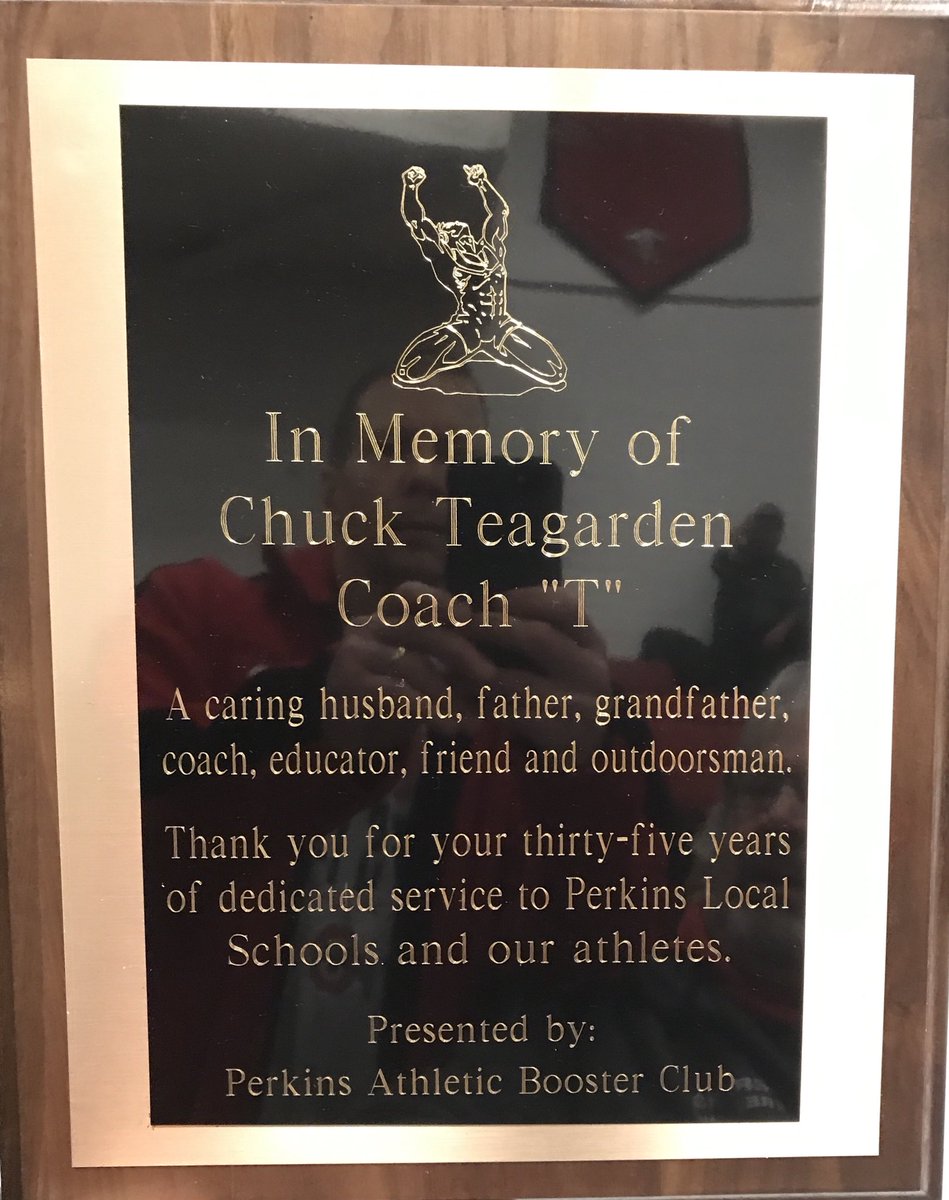 In Memory of
Chuck Teagarden
Coach "T"
A caring husband, father, grandfather,
coach, educator, friend and outdoorsman.
Thank you for your thirty-five years
of dedicated service to Perkins Local
Schools and our athletes.
Presented by:
Perkins Athletic Booster Club